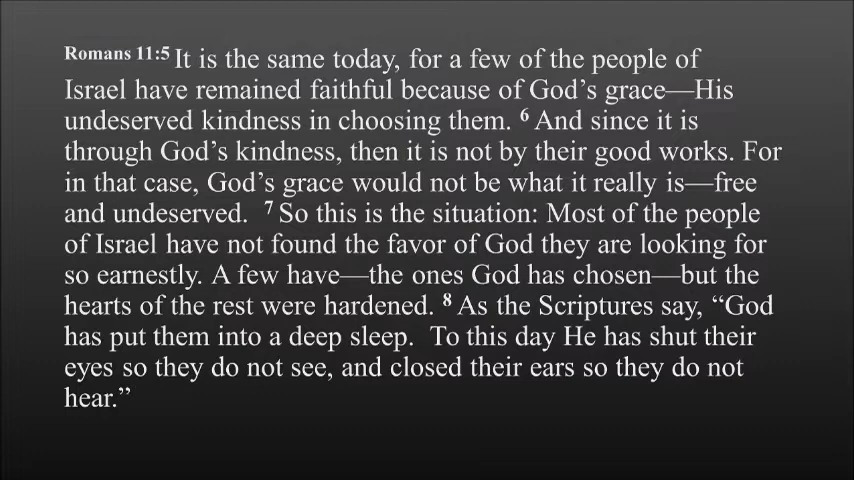 Romans 11:5 It is the same today, for a few of the people of
Israel have remained faithful because of God’s grace—His
undeserved kindness in choosing them. 6 And since it is
through God’s kindness, then it is not by their good works. For
in that case, God’s grace would not be what it really is—free
and undeserved. 7 So this is the situation: Most of the people
of Israel have not found the favor of God they are looking for
so earnestly. A few have—the ones God has chosen—but the
hearts of the rest were hardened. 8 As the Scriptures say, “God
has put them into a deep sleep. To this day He has shut their
eyes so they do not see, and closed their ears so they do not
hear.”